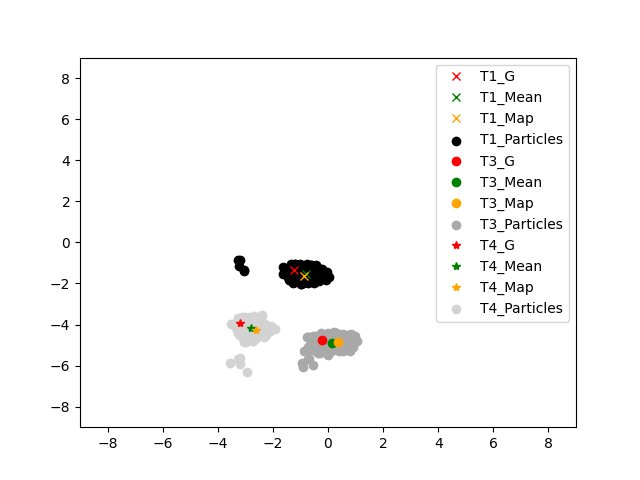 8
6
4
2
0
−2
−4
−6
−8
−8 −6 −4 −2 0 2 4 6 8
T1_G
T1_Mean
T1_Map
T1_Particles
T3_G
T3_Mean
T3_Map
T3_Particles
T4_G
T4_Mean
T4_Map
T4_Particles